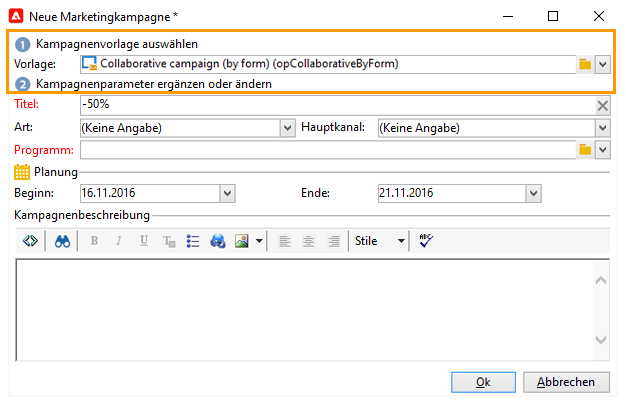 Neue Marketingkampagne *
1 Kampagnenvorlage auswählen
Vorlage: Collaborative campaign (by form) (opCollaborativeByForm)
2 Kampagnenparameter ergänzen oder ändern
Titel: -50%
Art: (Keine Angabe) Hauptkanal: (Keine Angabe)
Programm:
Planung
Beginn: 16.11.2016 Ende: 21.11.2016
Kampagnenbeschreibung
B I U T Stile ABC
Ok Abbrechen